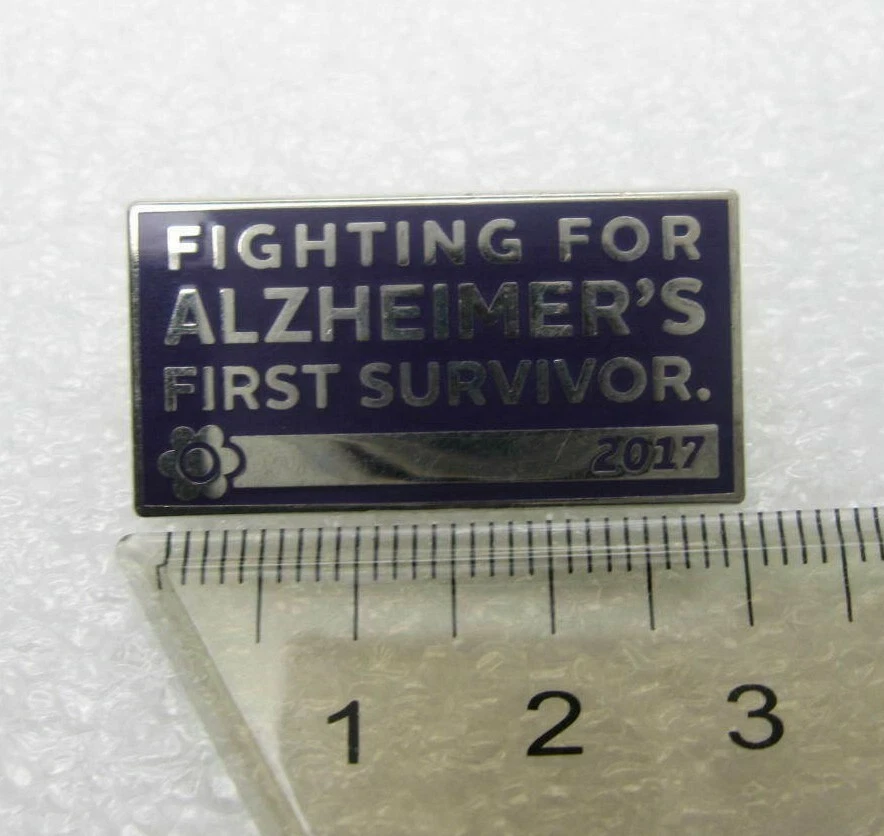 FIGHTING FOR
ALZHEIMER'S
FIRST SURVIVOR.
2017
1 2 3